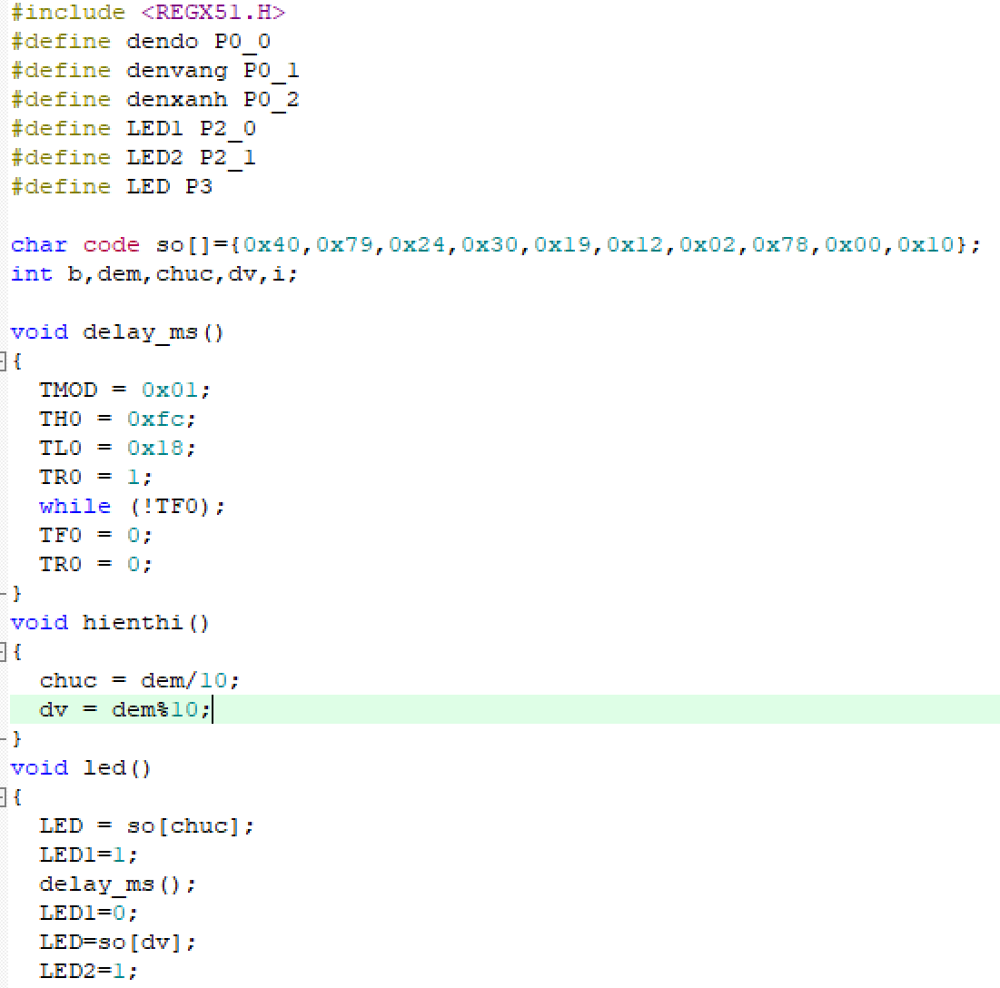 #include <REGX51.H>
#define dendo P0_0
#define denvang P0_1
#define denxanh P0_2
#define LED1 P2_0
#define LED2 P2_1
#define LED P3
char code so[]={0x40,0x79,0x24,0x30,0x19,0x12,0x02,0x78,0x00,0x10};
int b,dem,chuc,dv,i;
void delay_ms()
{
TMOD = 0x01;
TH0 = 0xfc;
TL0 = 0x18;
TR0 = 1;
while (!TF0);
TF0 = 0;
TR0 = 0;
}
void hienthi()
{
chuc = dem/10;
dv = dem%10;
}
void led()
{
LED = so[chuc];
LED1=1;
delay_ms();
LED1=0;
LED=so[dv];
LED2=1;